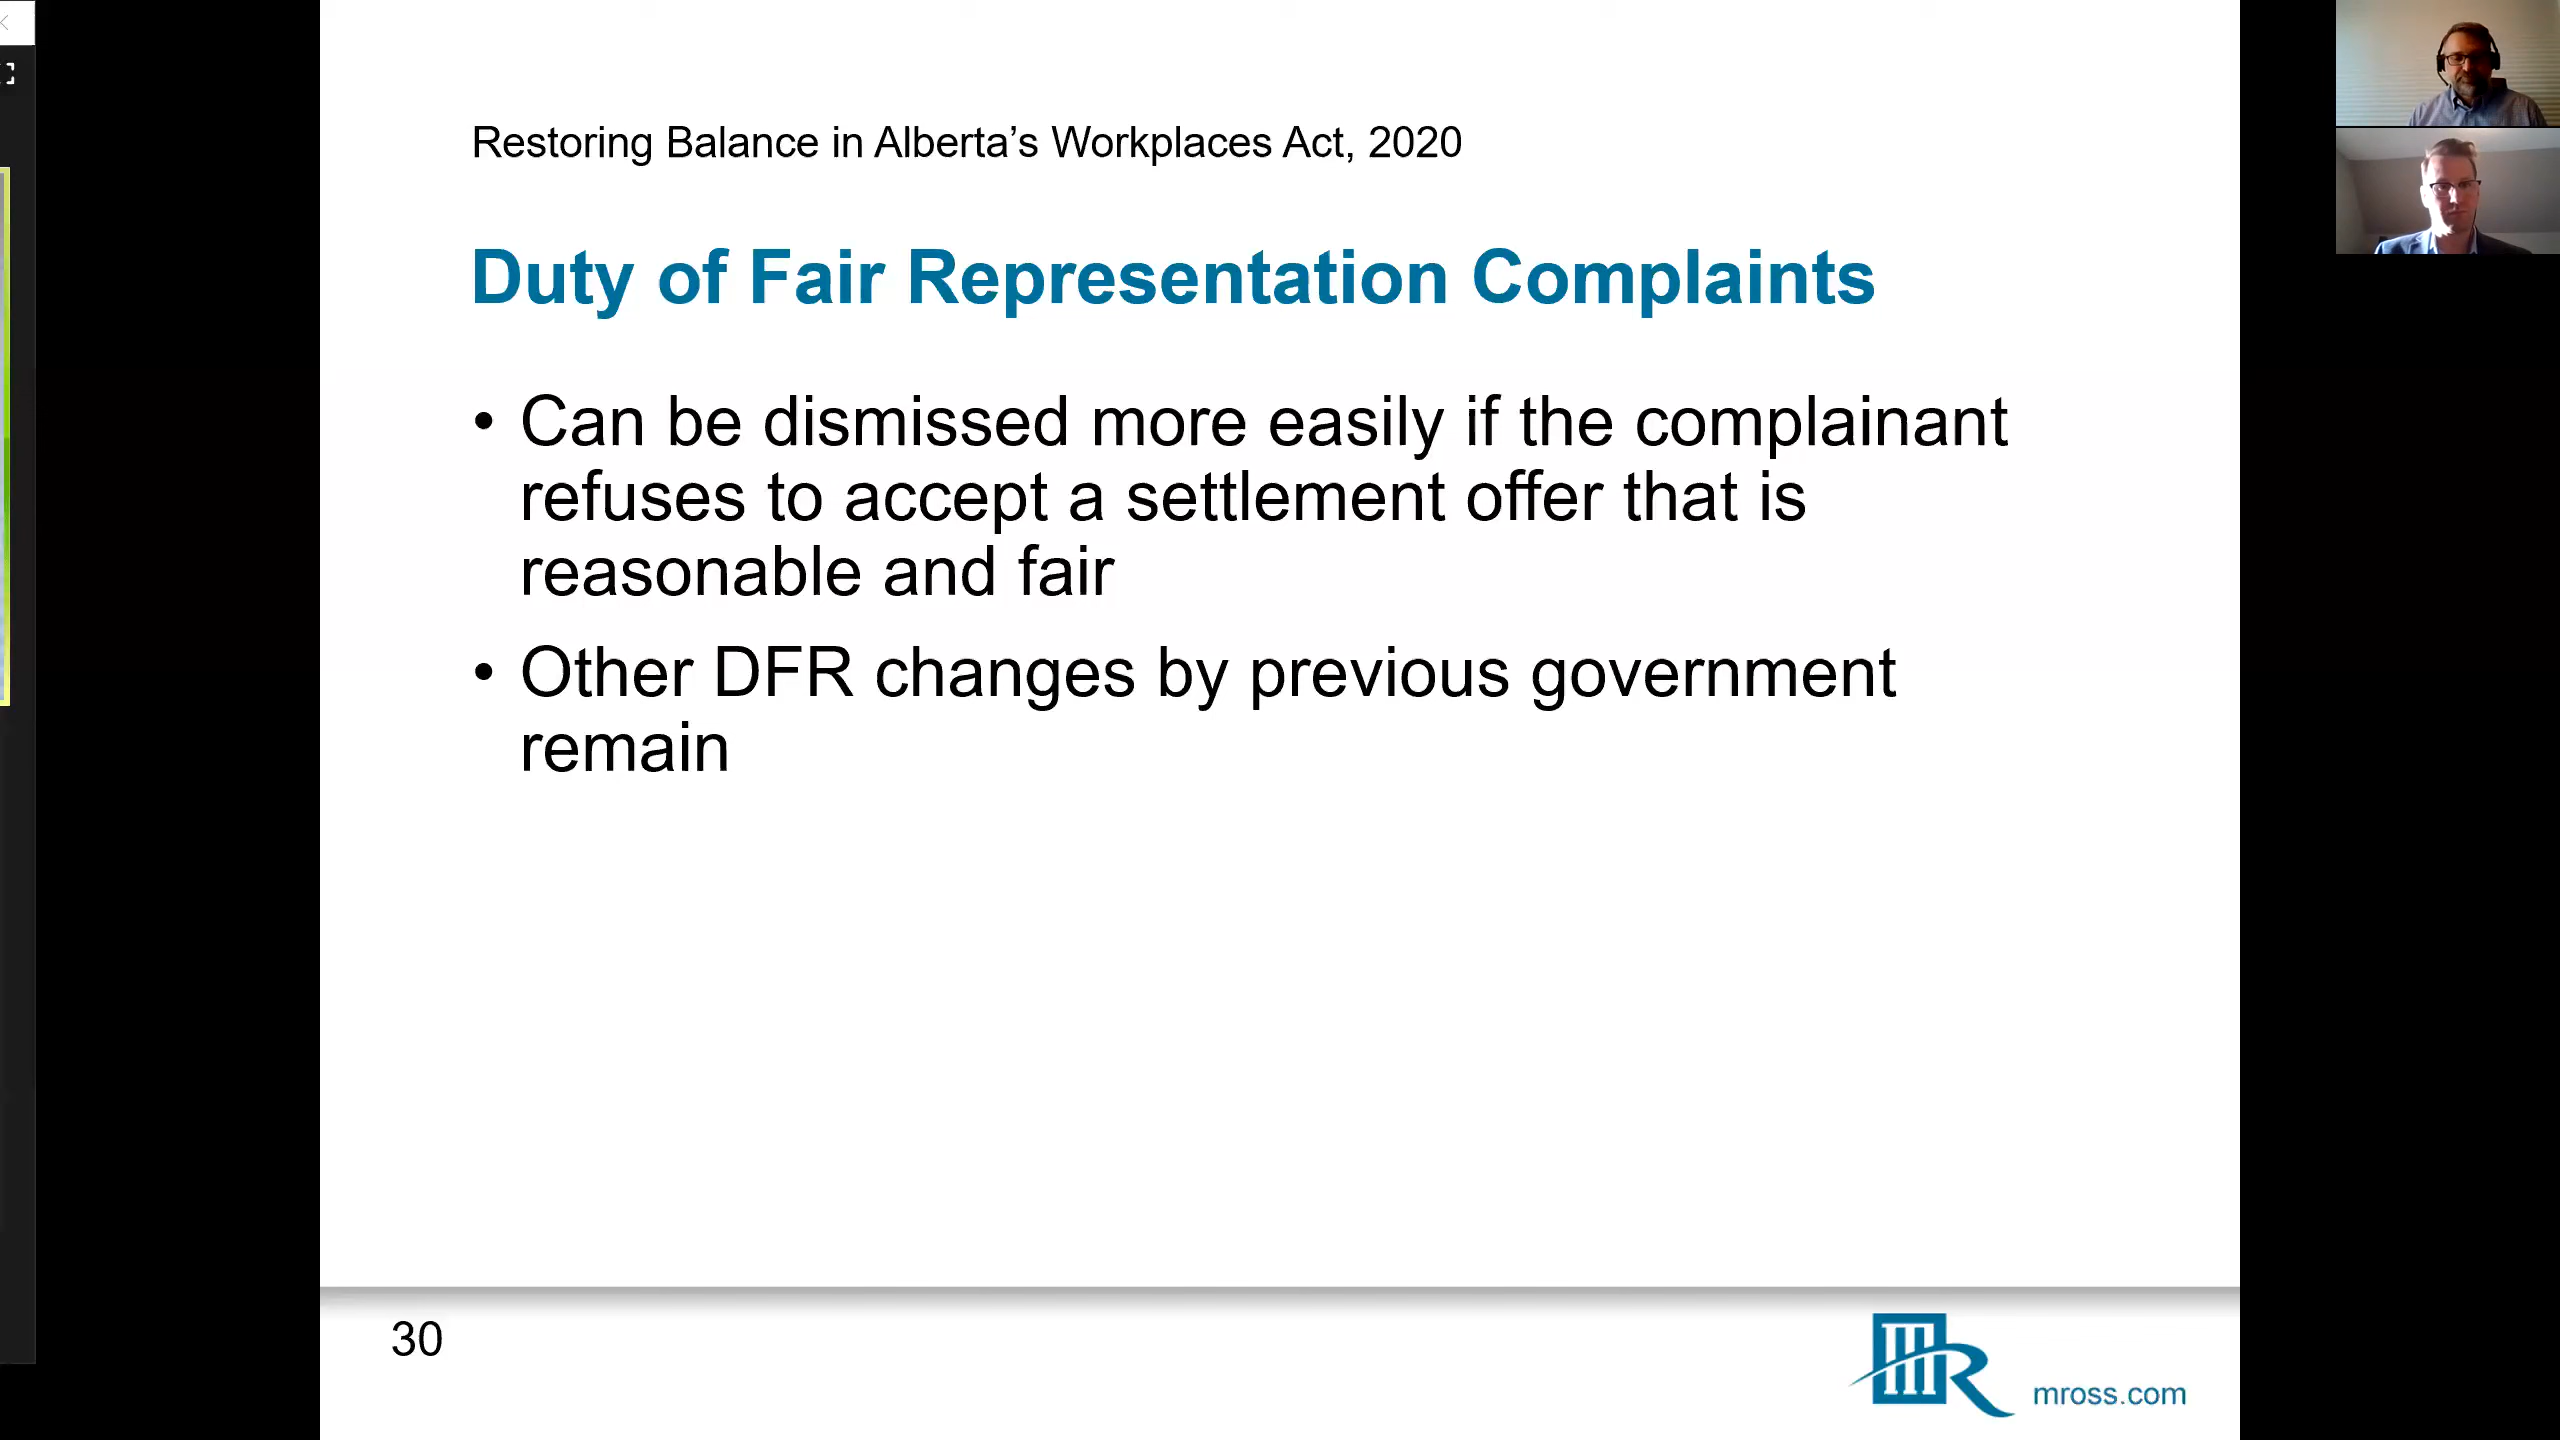 Restoring Balance in Alberta’s Workplaces Act, 2020
Duty of Fair Representation Complaints
• Can be dismissed more easily if the complainant
refuses to accept a settlement offer that is
reasonable and fair
• Other DFR changes by previous government
remain
30
mross.com